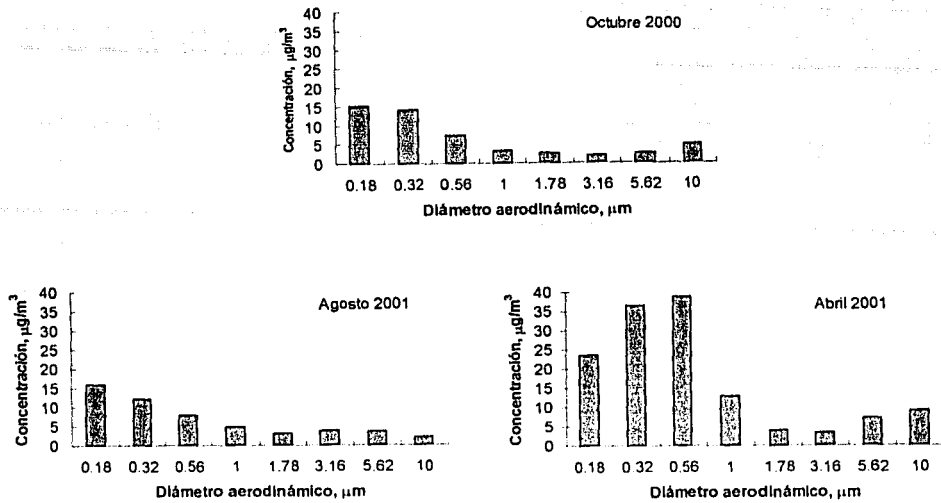 Octubre 2000
Concentración, µg/m³
40
35
30
25
20
15
10
5
0
0.18 0.32 0.56 1 1.78 3.16 5.62 10
Diámetro aerodinámico, µm
Agosto 2001
Concentración, µg/m³
40
35
30
25
20
15
10
5
0
0.18 0.32 0.56 1 1.78 3.16 5.62 10
Diámetro aerodinámico, µm
Abril 2001
Concentración, µg/m³
40
35
30
25
20
15
10
5
0
0.18 0.32 0.56 1 1.78 3.16 5.62 10
Diámetro aerodinámico, µm